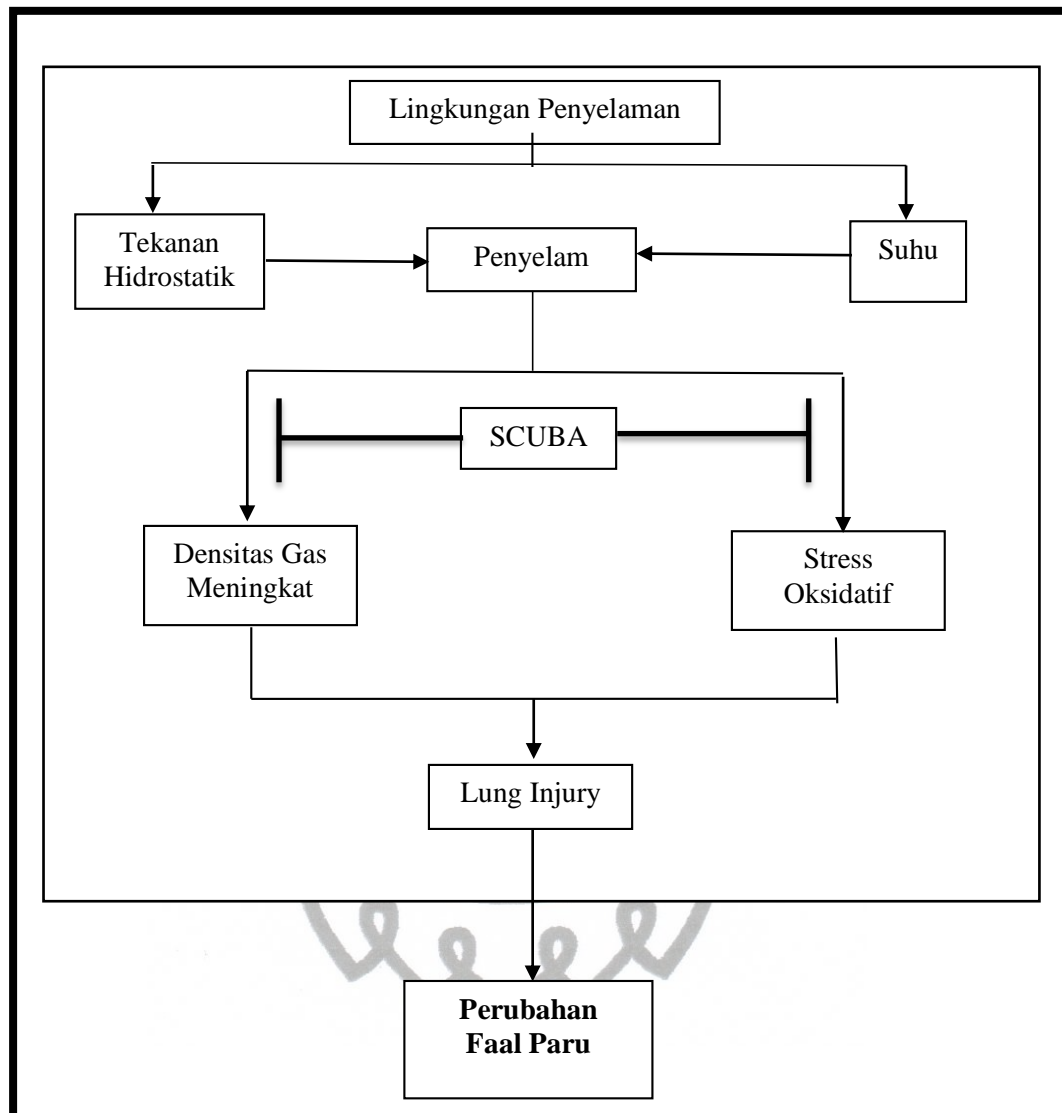 Lingkungan Penyelaman
Tekanan
Hidrostatik
Penyelam
Suhu
SCUBA
Densitas Gas
Meningkat
Stress
Oksidatif
Lung Injury
Perubahan
Faal Paru